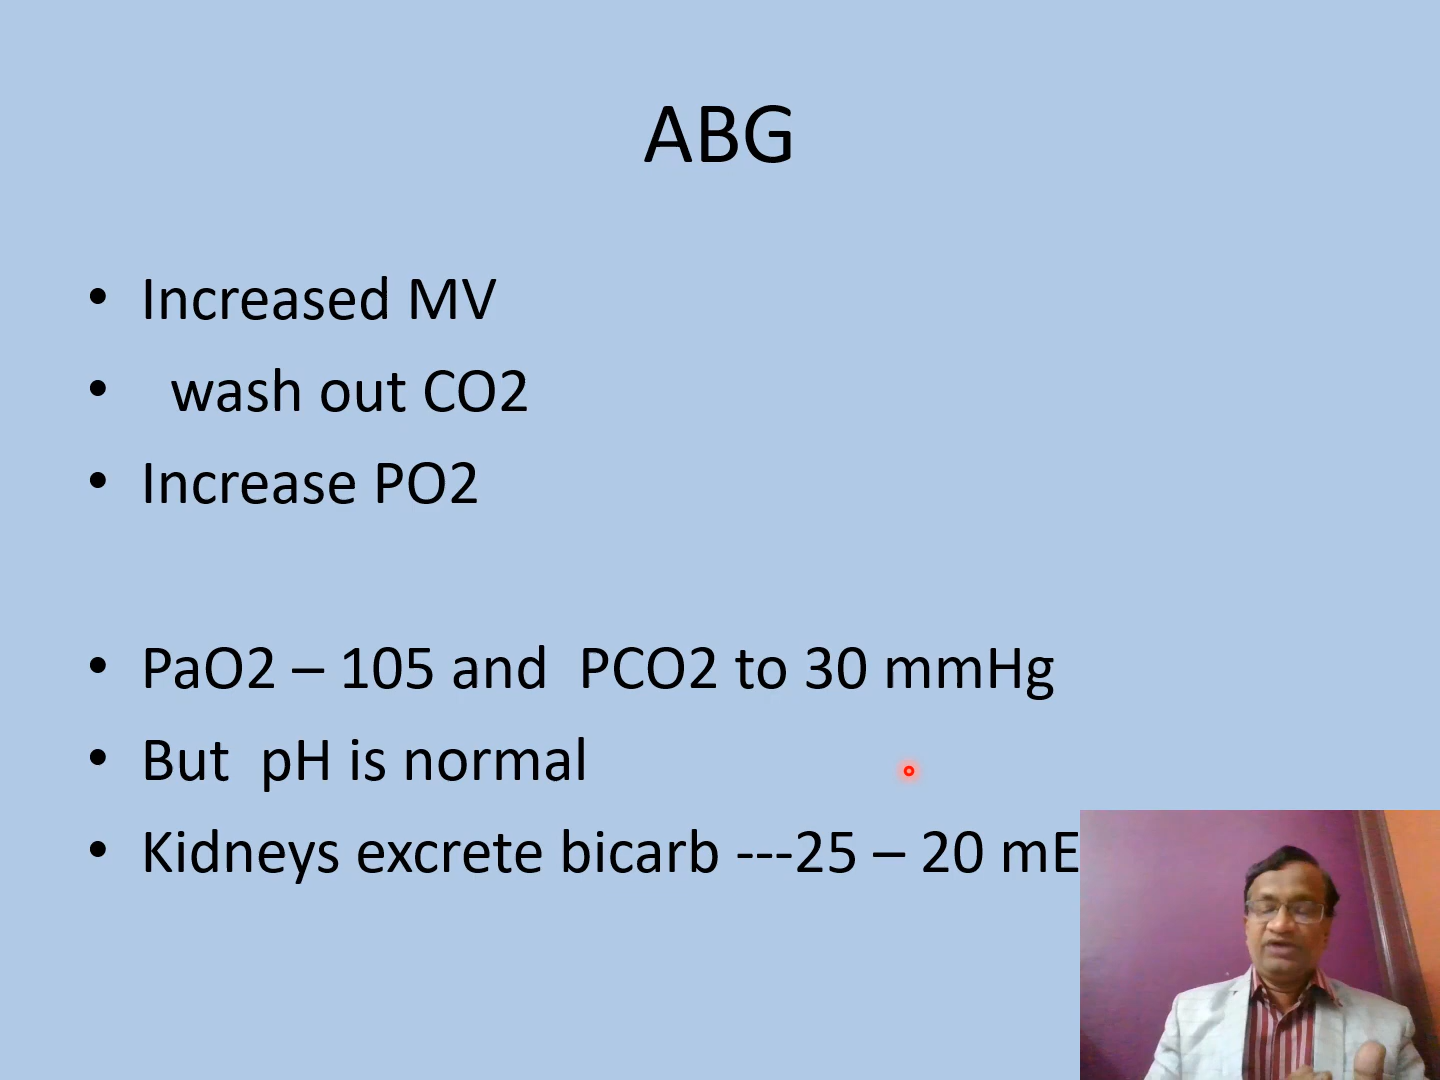 ABG
• Increased MV
• wash out CO2
• Increase PO2
• PaO2 – 105 and PCO2 to 30 mmHg
• But pH is normal
• Kidneys excrete bicarb ---25 – 20 mE